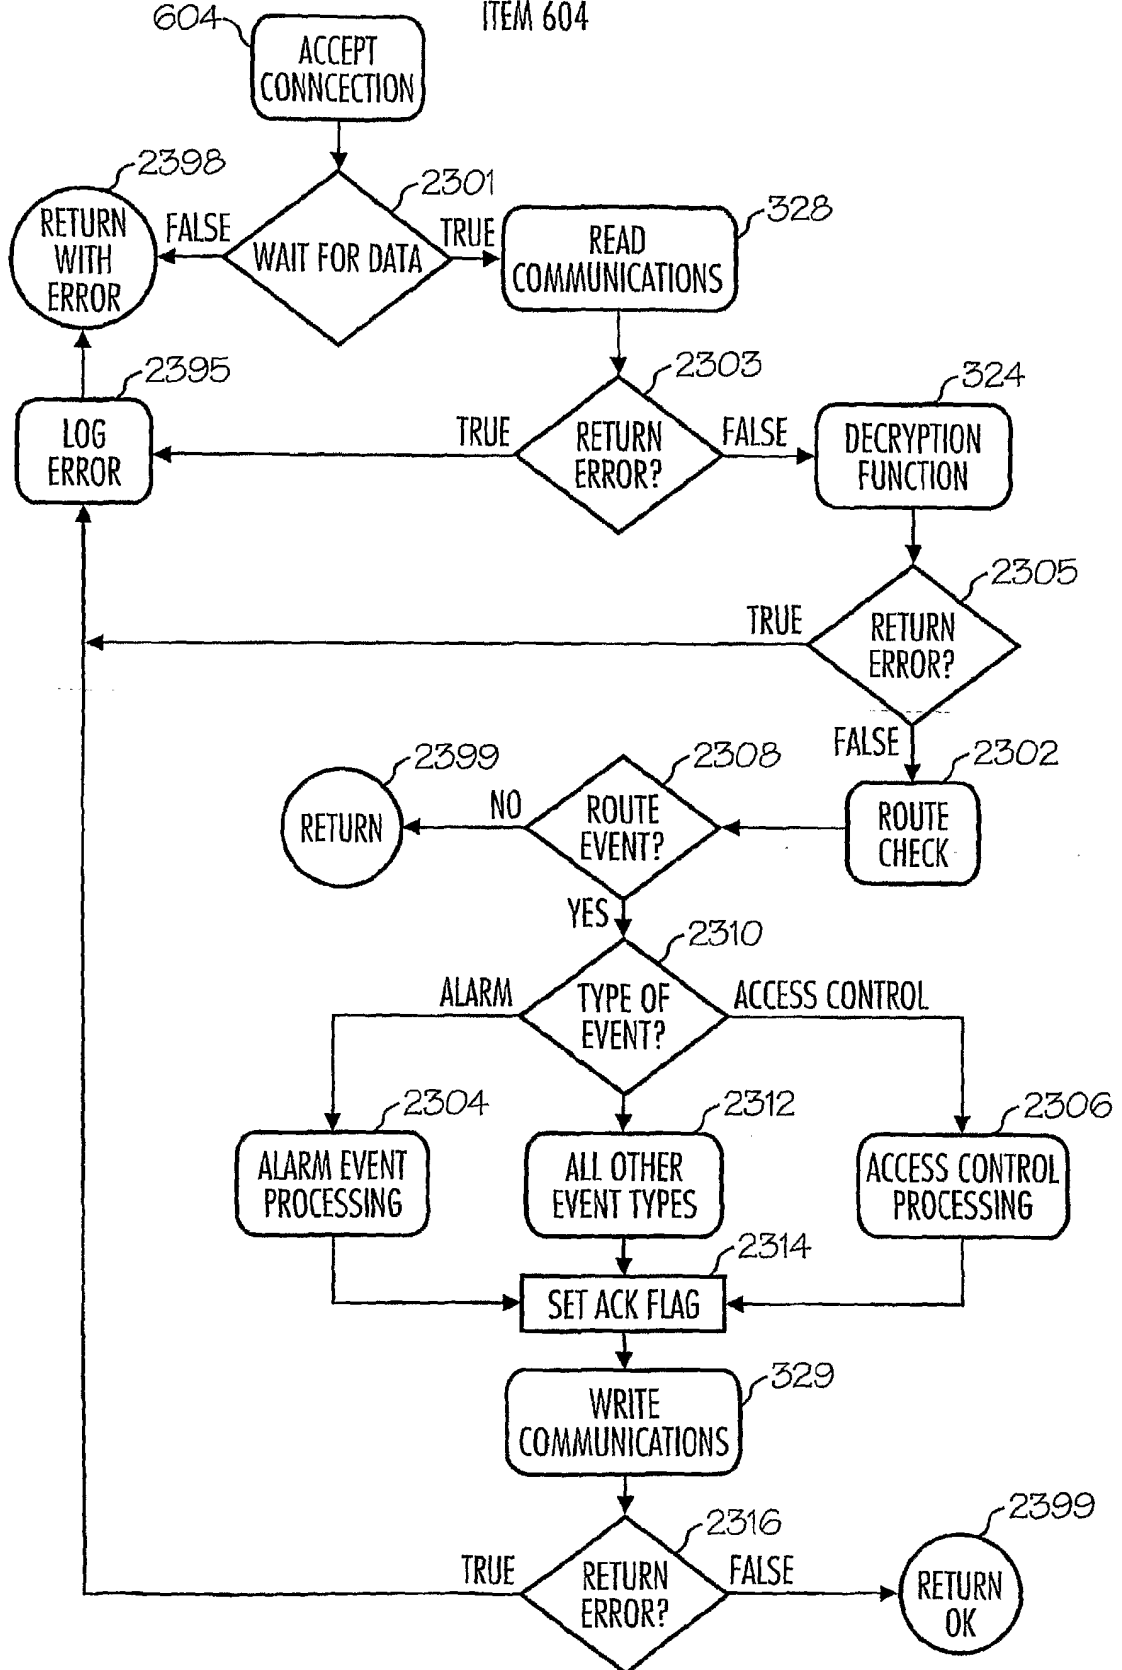 ITEM 604
604
ACCEPT
CONNCECTION
2398
2301
RETURN
WITH
ERROR
FALSE
WAIT FOR DATA
TRUE
328
READ
COMMUNICATIONS
2395
LOG
ERROR
2303
TRUE
RETURN
ERROR?
FALSE
324
DECRYPTION
FUNCTION
2305
TRUE
RETURN
ERROR?
FALSE
2302
ROUTE
CHECK
2308
ROUTE
EVENT?
NO
2399
RETURN
YES
2310
TYPE OF
EVENT?
ALARM
ACCESS CONTROL
2304
ALARM EVENT
PROCESSING
2312
ALL OTHER
EVENT TYPES
2306
ACCESS CONTROL
PROCESSING
2314
SET ACK FLAG
329
WRITE
COMMUNICATIONS
2316
TRUE
RETURN
ERROR?
FALSE
2399
RETURN
OK